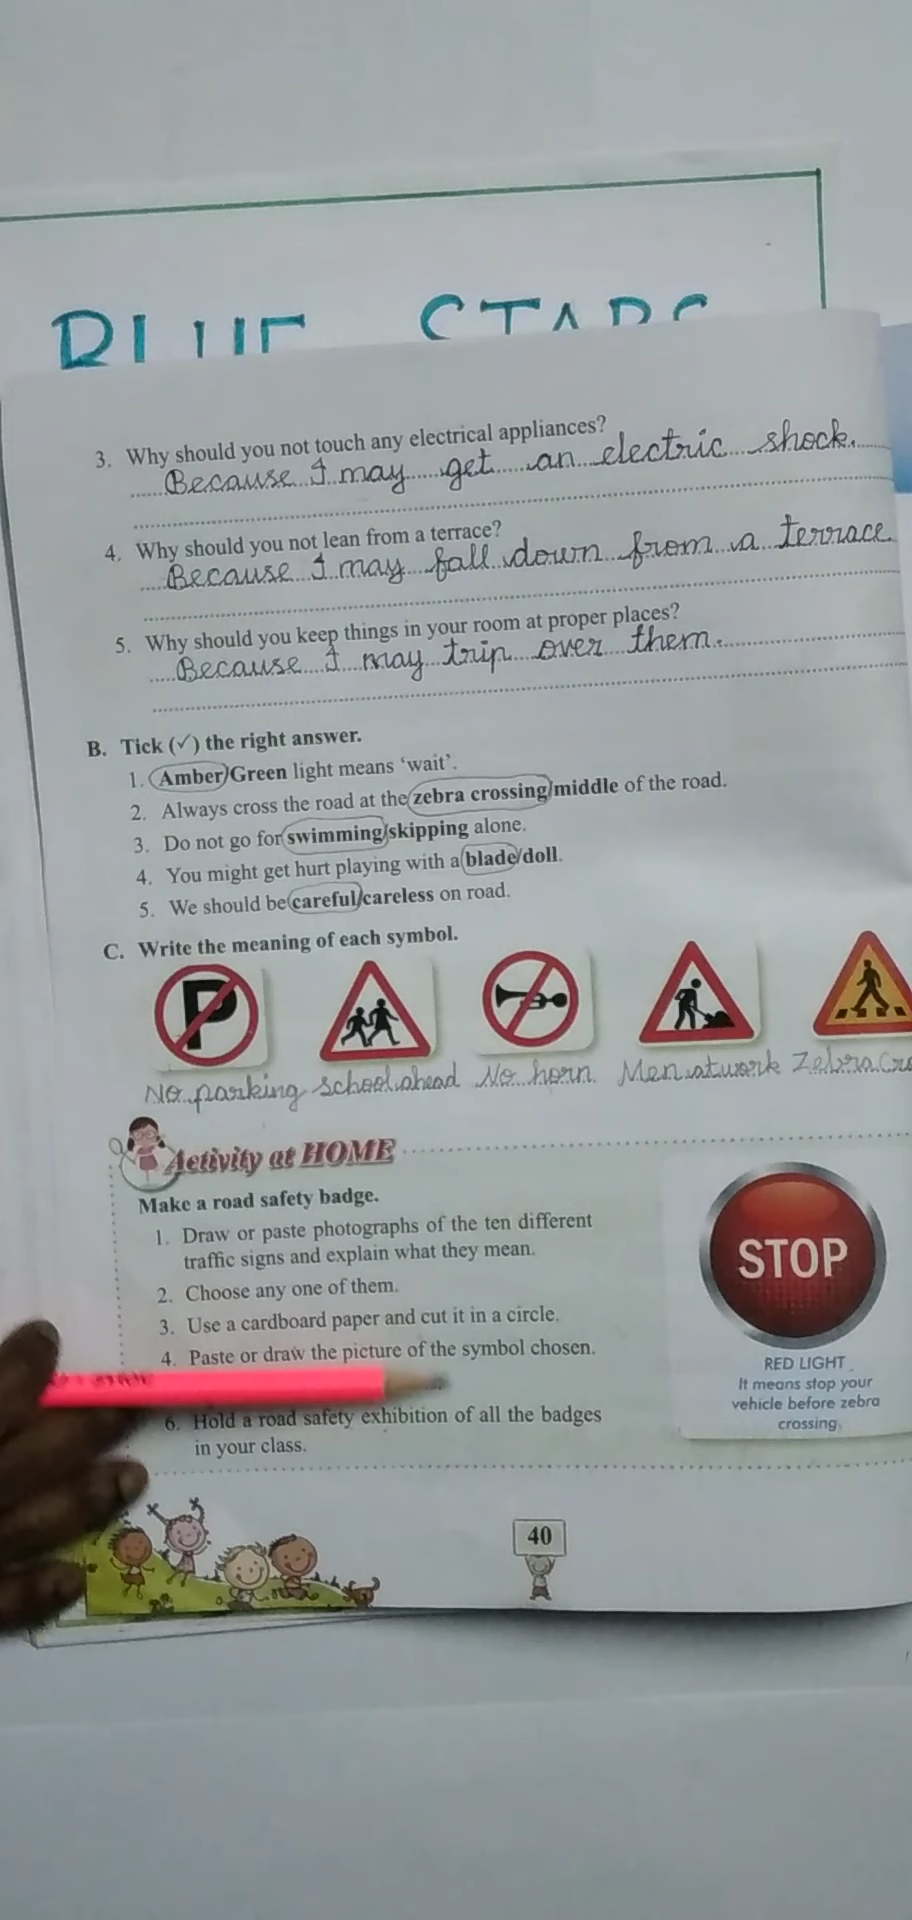 3. Why should you not touch any electrical appliances?
Because I may get an electric shock.
4. Why should you not lean from a terrace?
Because I may fall down from a terrace
5. Why should you keep things in your room at proper places?
Because I may trip over them.
B. Tick (✓) the right answer.
1. Amber/Green light means ‘wait’.
2. Always cross the road at the zebra crossing/middle of the road.
3. Do not go for swimming/skipping alone.
4. You might get hurt playing with a blade/doll.
5. We should be careful/careless on road.
C. Write the meaning of each symbol.
P
No parking school ahead No horn. Men at work Zebra Cro
Activity at HOME
Make a road safety badge.
1. Draw or paste photographs of the ten different
traffic signs and explain what they mean.
2. Choose any one of them.
3. Use a cardboard paper and cut it in a circle.
4. Paste or draw the picture of the symbol chosen.
6. Hold a road safety exhibition of all the badges
in your class.
STOP
RED LIGHT
It means stop your
vehicle before zebra
crossing.
40